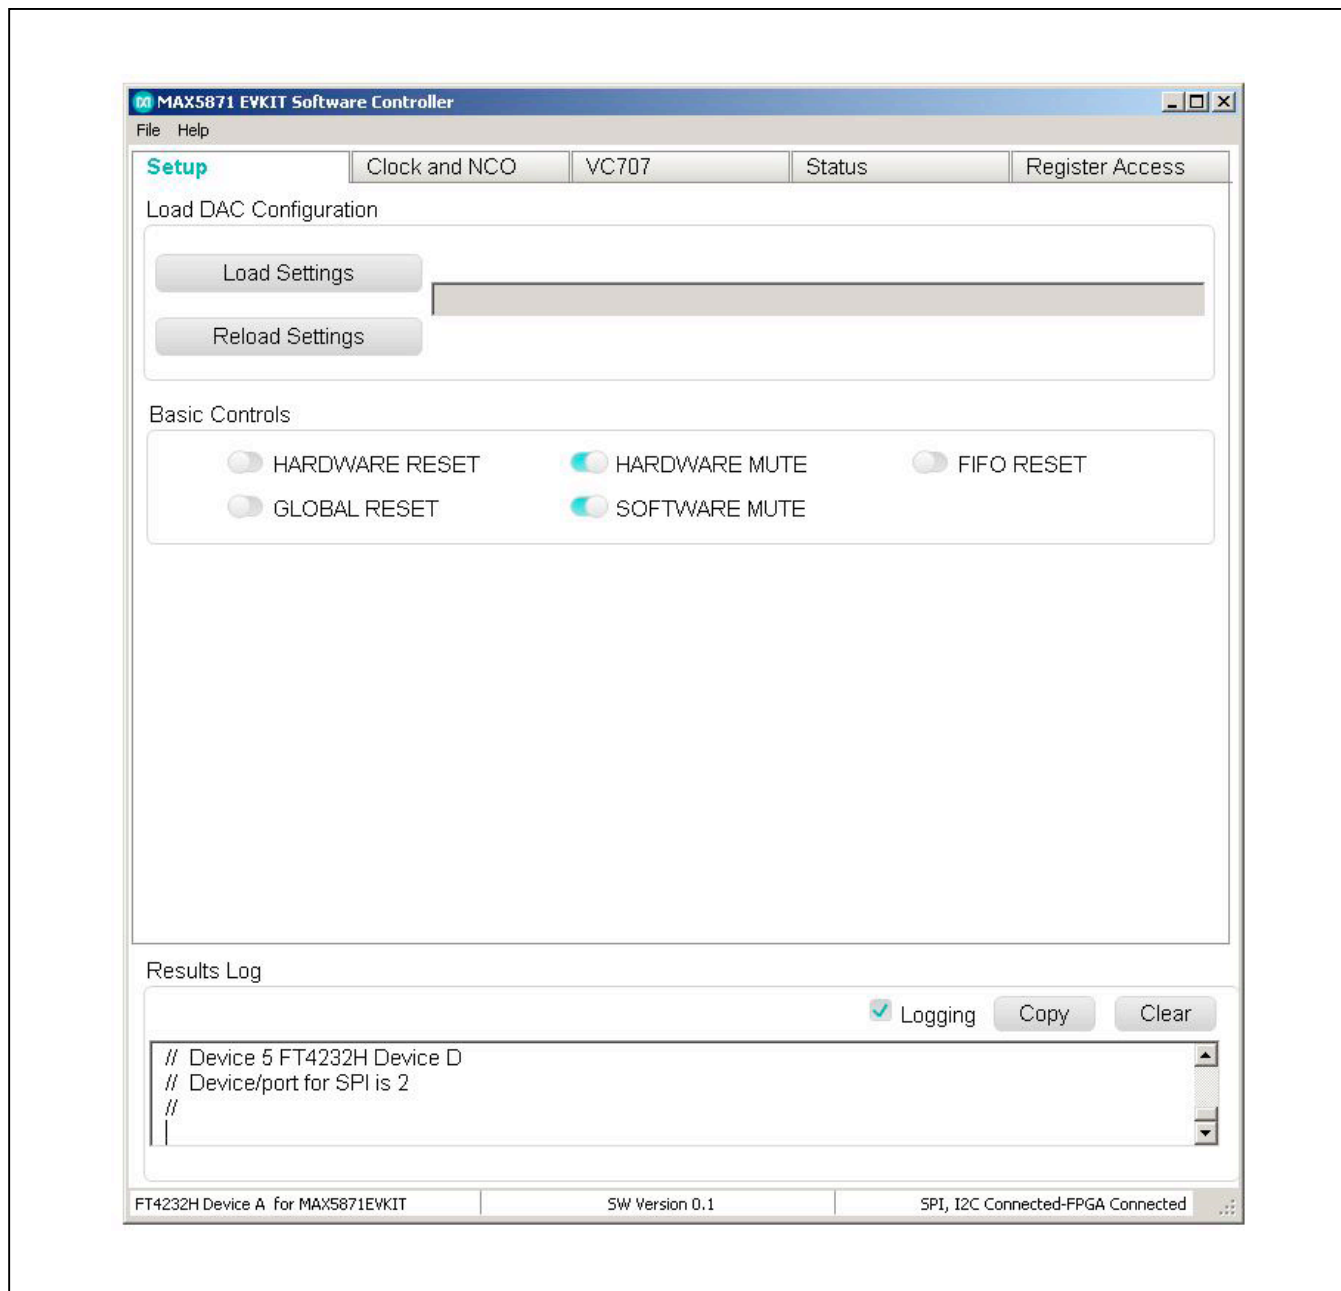 MAX5871 EVKIT Software Controller
File Help
Setup Clock and NCO VC707 Status Register Access
Load DAC Configuration
Load Settings
Reload Settings
Basic Controls
HARDWARE RESET HARDWARE MUTE FIFO RESET
GLOBAL RESET SOFTWARE MUTE
Results Log
Logging Copy Clear
// Device 5 FT4232H Device D
// Device/port for SPI is 2
//
FT4232H Device A for MAX5871EVKIT SW Version 0.1 SPI, I2C Connected-FPGA Connected